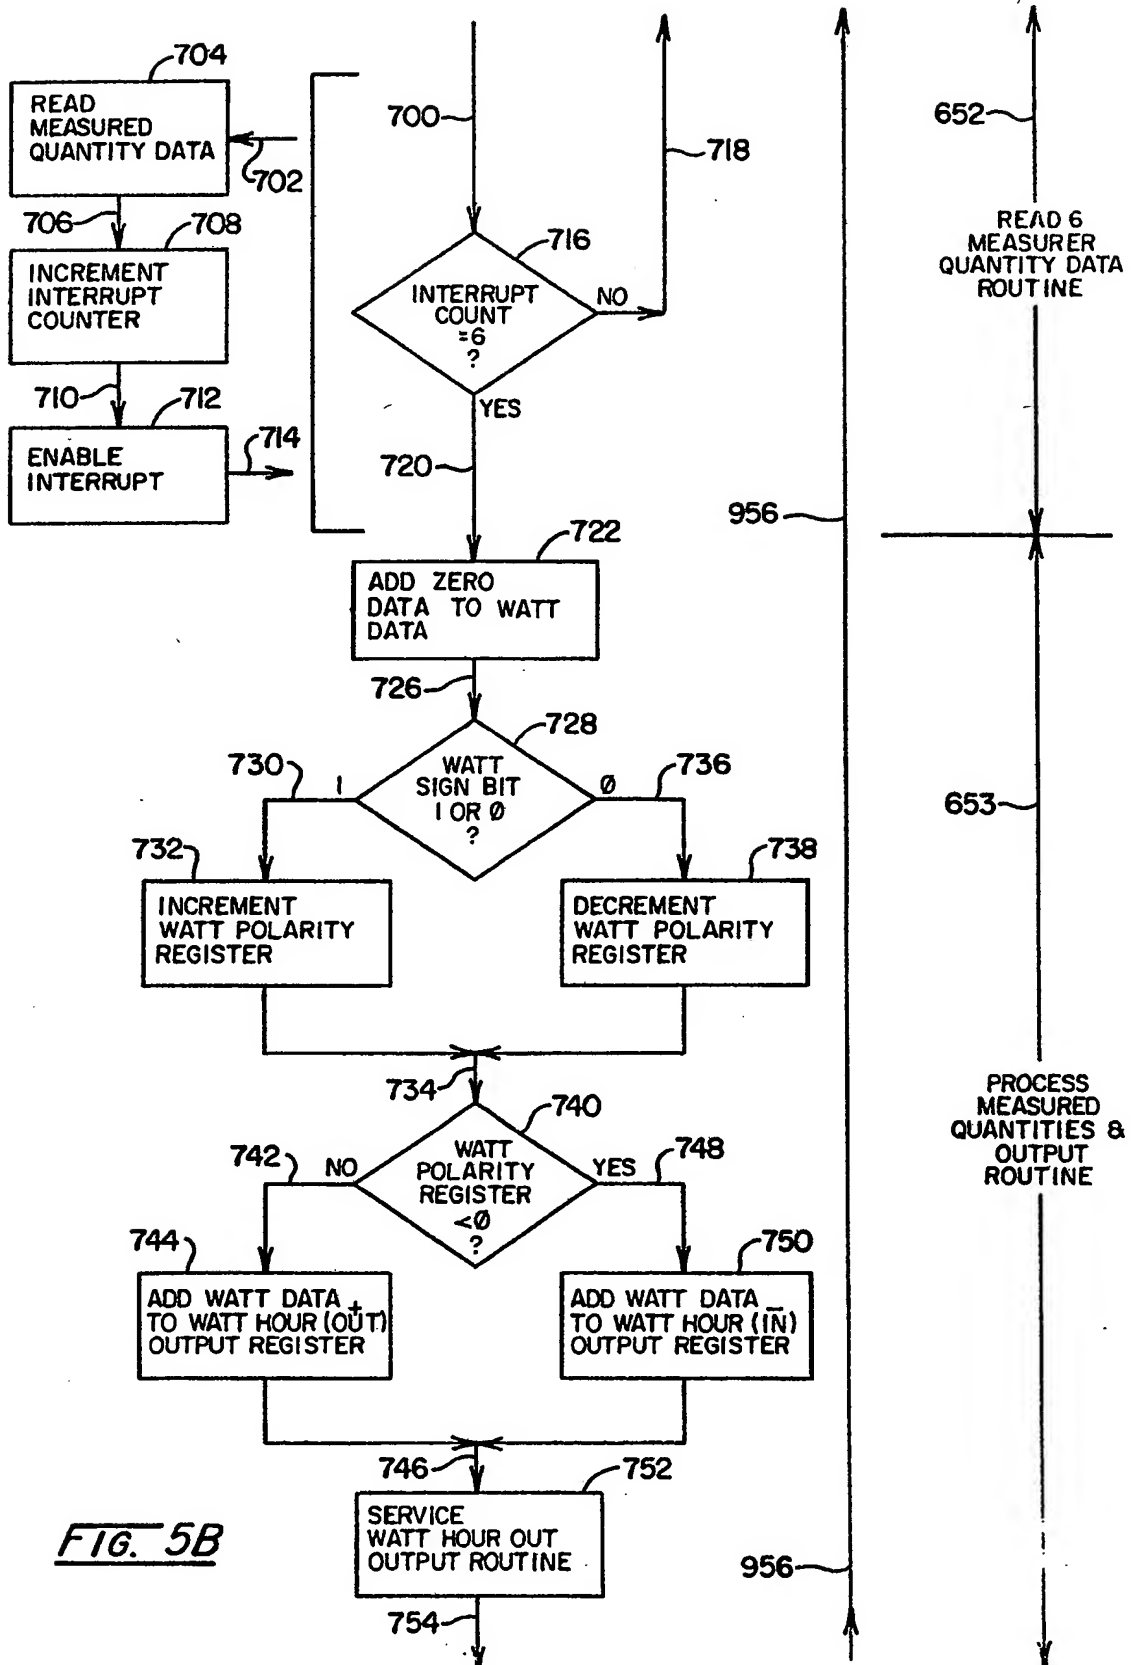 704
READ
MEASURED
QUANTITY DATA
702
706
708
INCREMENT
INTERRUPT
COUNTER
710
712
ENABLE
INTERRUPT
714
700
718
716
INTERRUPT
COUNT
=6
?
NO
YES
720
722
ADD ZERO
DATA TO WATT
DATA
726
728
WATT
SIGN BIT
1 OR Ø
?
730
1
Ø
736
732
INCREMENT
WATT POLARITY
REGISTER
738
DECREMENT
WATT POLARITY
REGISTER
734
740
WATT
POLARITY
REGISTER
<Ø
?
742
NO
YES
748
744
ADD WATT DATA +
TO WATT HOUR (OUT)
OUTPUT REGISTER
750
ADD WATT DATA –
TO WATT HOUR (IN)
OUTPUT REGISTER
746
752
SERVICE
WATT HOUR OUT
OUTPUT ROUTINE
754
956
956
652
READ 6
MEASURER
QUANTITY DATA
ROUTINE
653
PROCESS
MEASURED
QUANTITIES &
OUTPUT
ROUTINE
FIG. 5B